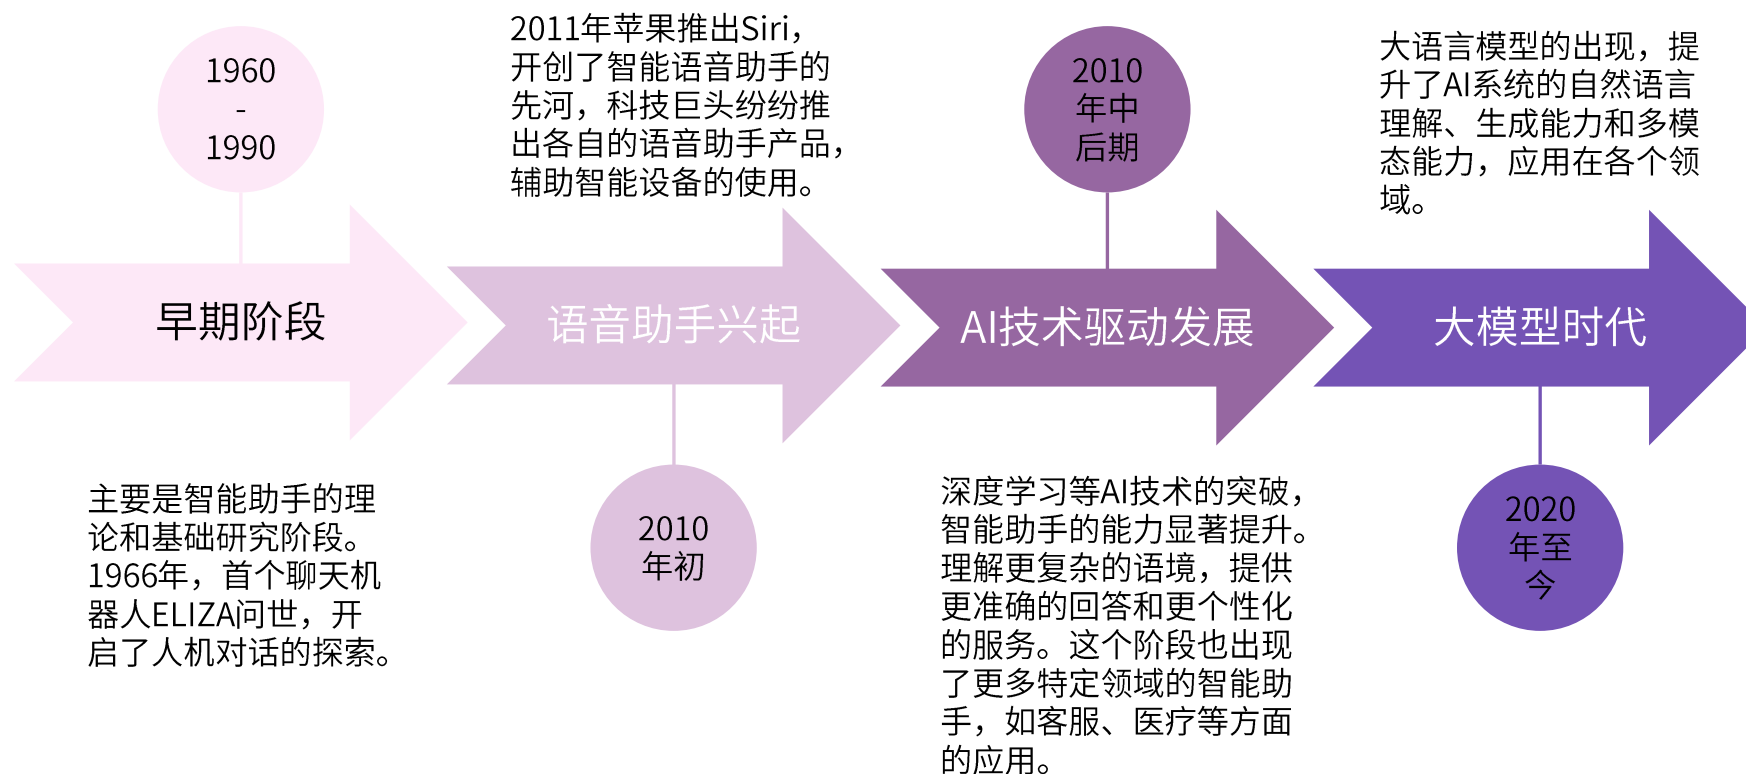 1960
-
1990
早期阶段
主要是智能助手的理
论和基础研究阶段。
1966年，首个聊天机
器人ELIZA问世，开
启了人机对话的探索。
2011年苹果推出Siri，
开创了智能语音助手的
先河，科技巨头纷纷推
出各自的语音助手产品，
辅助智能设备的使用。
语音助手兴起
2010
年初
2010
年中
后期
AI技术驱动发展
深度学习等AI技术的突破，
智能助手的能力显著提升。
理解更复杂的语境，提供
更准确的回答和更个性化
的服务。这个阶段也出现
了更多特定领域的智能助
手，如客服、医疗等方面
的应用。
大语言模型的出现，提
升了AI系统的自然语言
理解、生成能力和多模
态能力，应用在各个领
域。
大模型时代
2020
年至
今